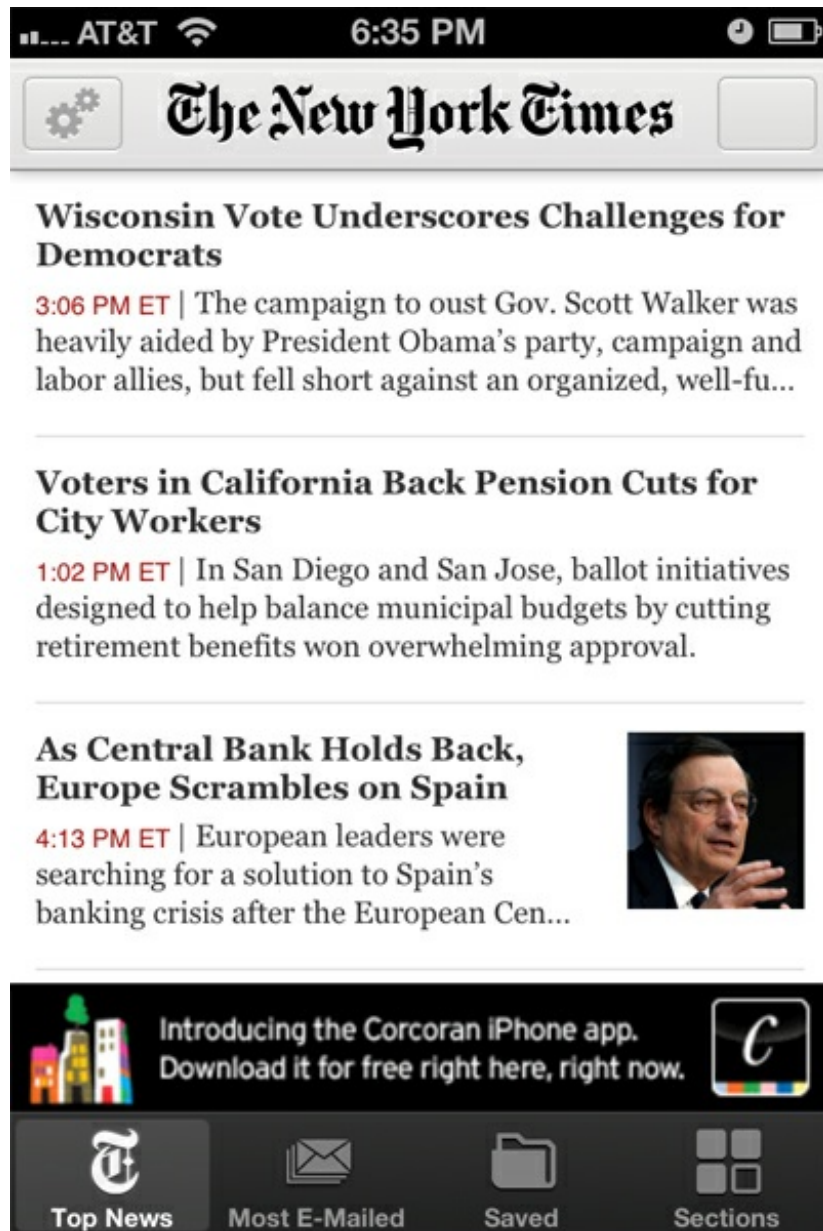 AT&T 6:35 PM
The New York Times
Wisconsin Vote Underscores Challenges for
Democrats
3:06 PM ET | The campaign to oust Gov. Scott Walker was
heavily aided by President Obama's party, campaign and
labor allies, but fell short against an organized, well-fu...
Voters in California Back Pension Cuts for
City Workers
1:02 PM ET | In San Diego and San Jose, ballot initiatives
designed to help balance municipal budgets by cutting
retirement benefits won overwhelming approval.
As Central Bank Holds Back,
Europe Scrambles on Spain
4:13 PM ET | European leaders were
searching for a solution to Spain's
banking crisis after the European Cen...
Introducing the Corcoran iPhone app.
Download it for free right here, right now.
C
T
Top News Most E-Mailed Saved Sections